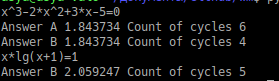 x^3-2*x^2+3*x-5=0
Answer A 1.843734 Count of cycles 6
Answer B 1.843734 Count of cycles 4
x*lg(x+1)=1
Answer B 2.059247 Count of cycles 5